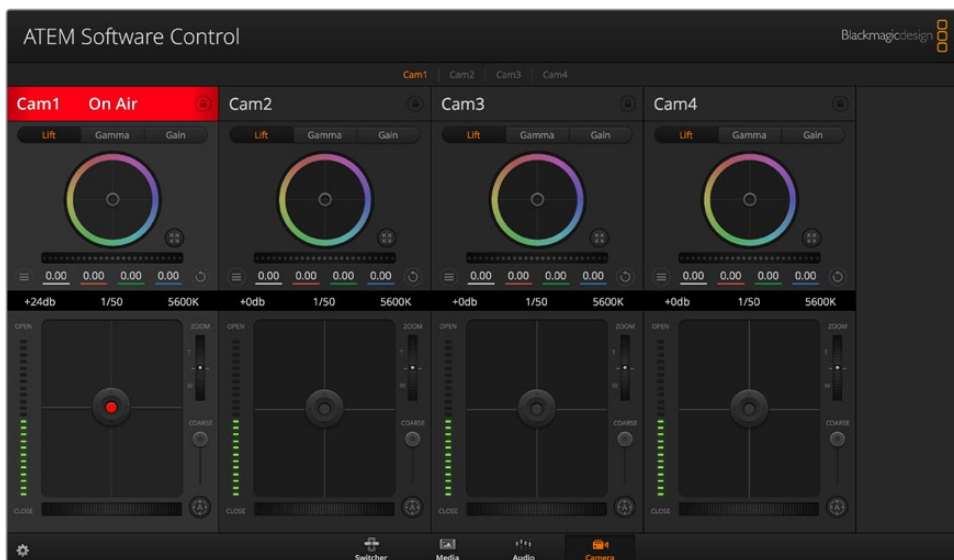 ATEM Software Control
Blackmagicdesign
Cam1 Cam2 Cam3 Cam4
Cam1 On Air Cam2 Cam3 Cam4
Lift Gamma Gain Lift Gamma Gain Lift Gamma Gain Lift Gamma Gain
0.00 0.00 0.00 0.00 0.00 0.00 0.00 0.00 0.00 0.00 0.00 0.00 0.00 0.00 0.00 0.00
+24db 1/50 5600K +0db 1/50 5600K +0db 1/50 5600K +0db 1/50 5600K
OPEN ZOOM OPEN ZOOM OPEN ZOOM OPEN ZOOM
T T T T
W W W W
COARSE COARSE COARSE COARSE
A A A A
CLOSE CLOSE CLOSE CLOSE
4
Switcher Media Audio Camera